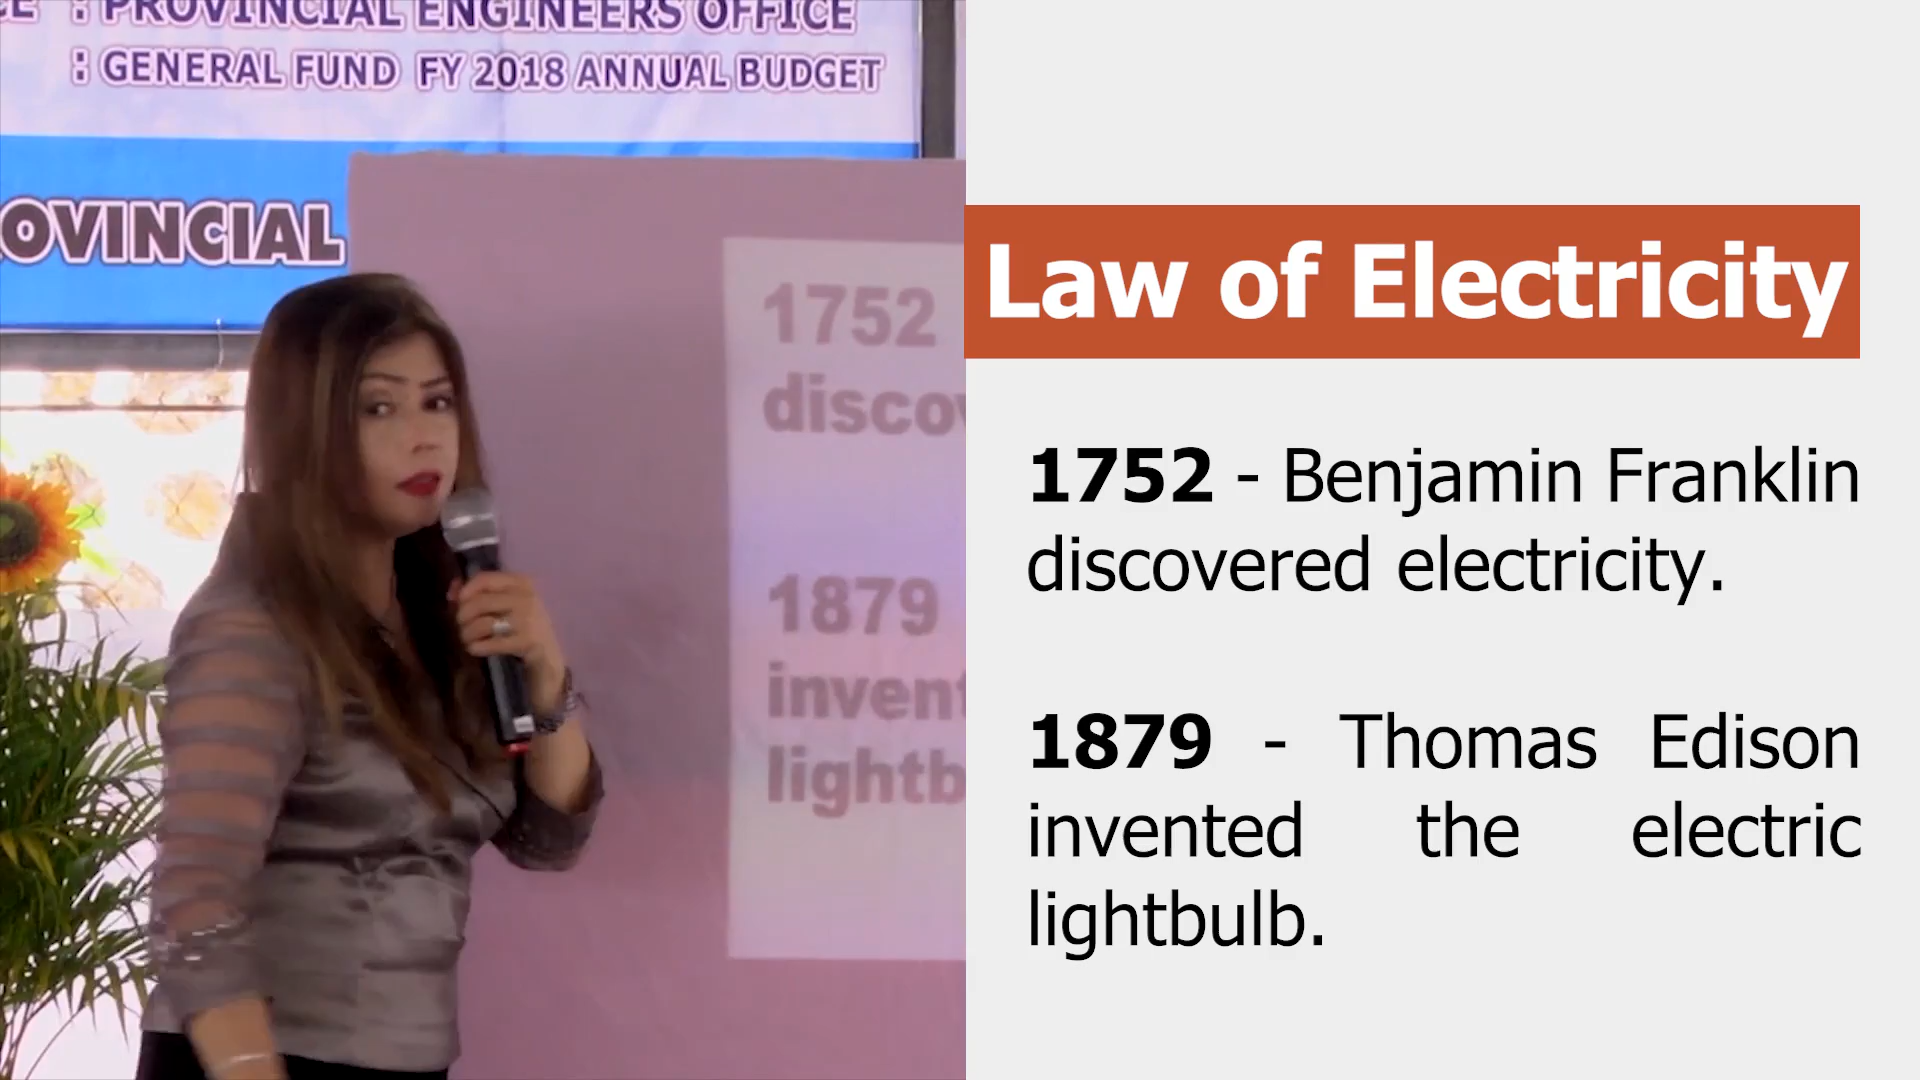 : PROVINCIAL ENGINEERS OFFICE
: GENERAL FUND FY 2018 ANNUAL BUDGET
OVINCIAL
1752
disco
1879
invent
lightb
Law of Electricity
1752 - Benjamin Franklin
discovered electricity.
1879 - Thomas Edison
invented the electric
lightbulb.